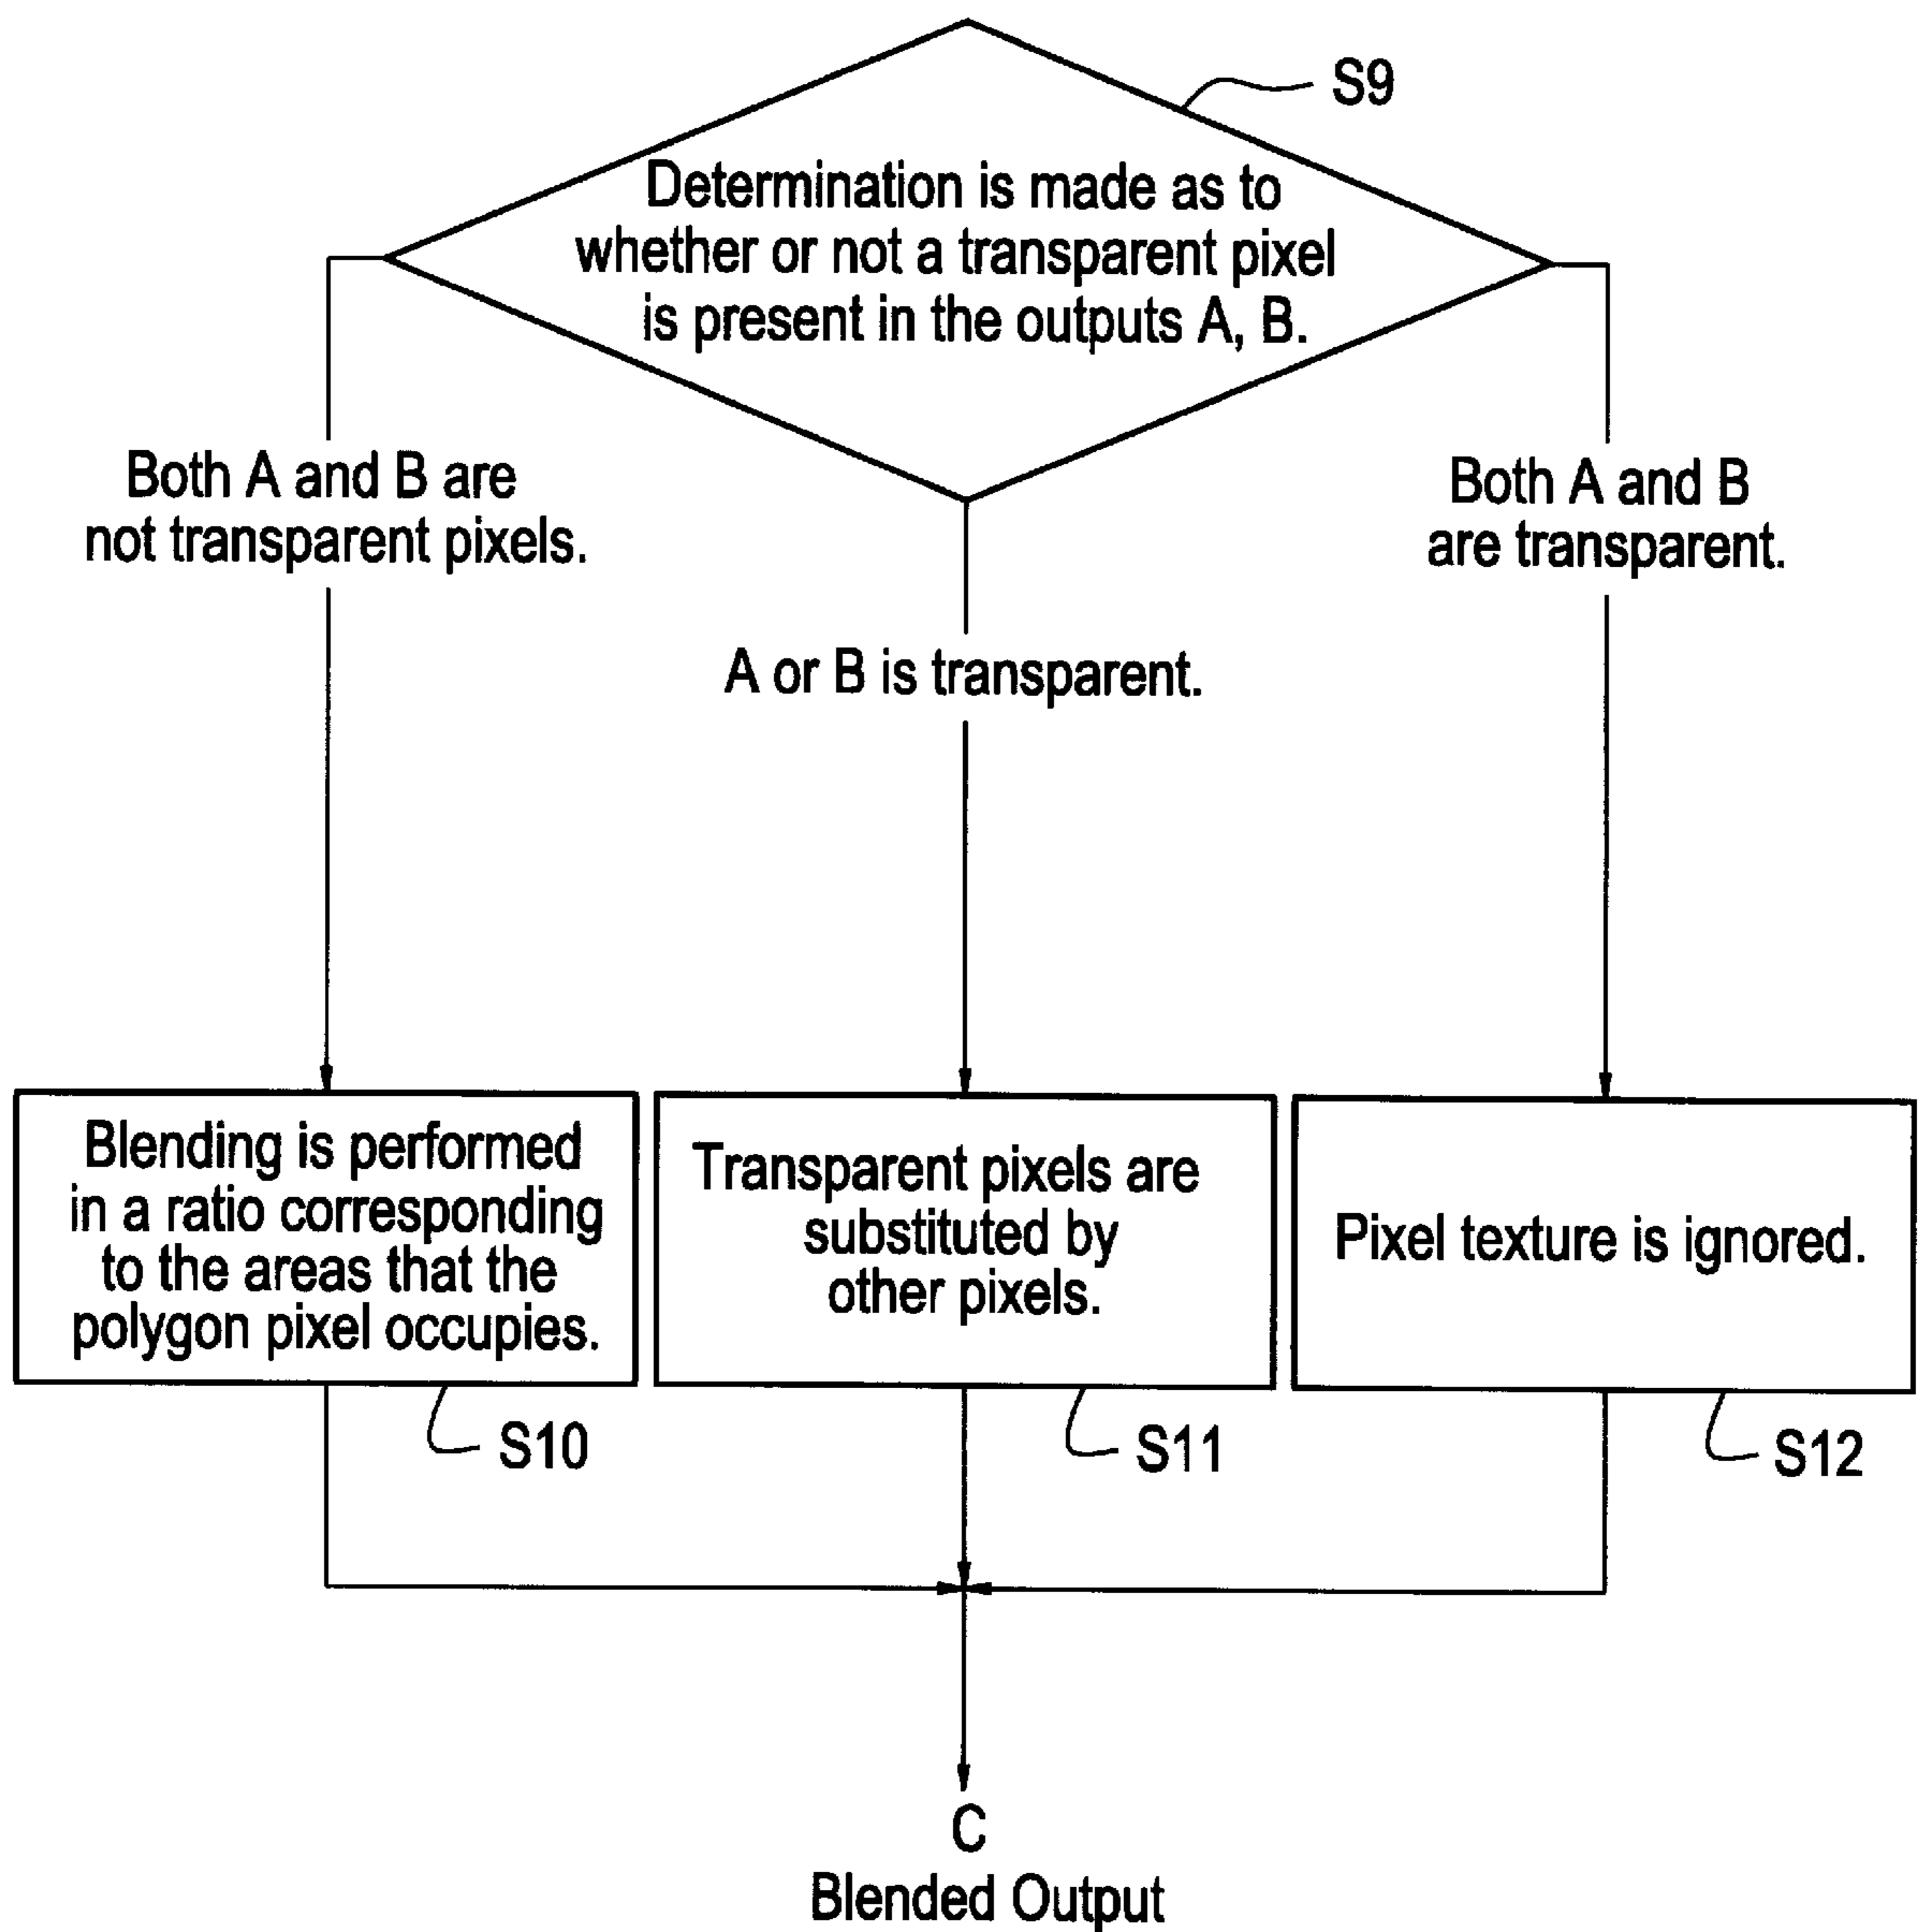 S9
Determination is made as to
whether or not a transparent pixel
is present in the outputs A, B.
Both A and B are
not transparent pixels.
A or B is transparent.
Both A and B
are transparent.
Blending is performed
in a ratio corresponding
to the areas that the
polygon pixel occupies.
S10
Transparent pixels are
substituted by
other pixels.
S11
Pixel texture is ignored.
S12
C
Blended Output